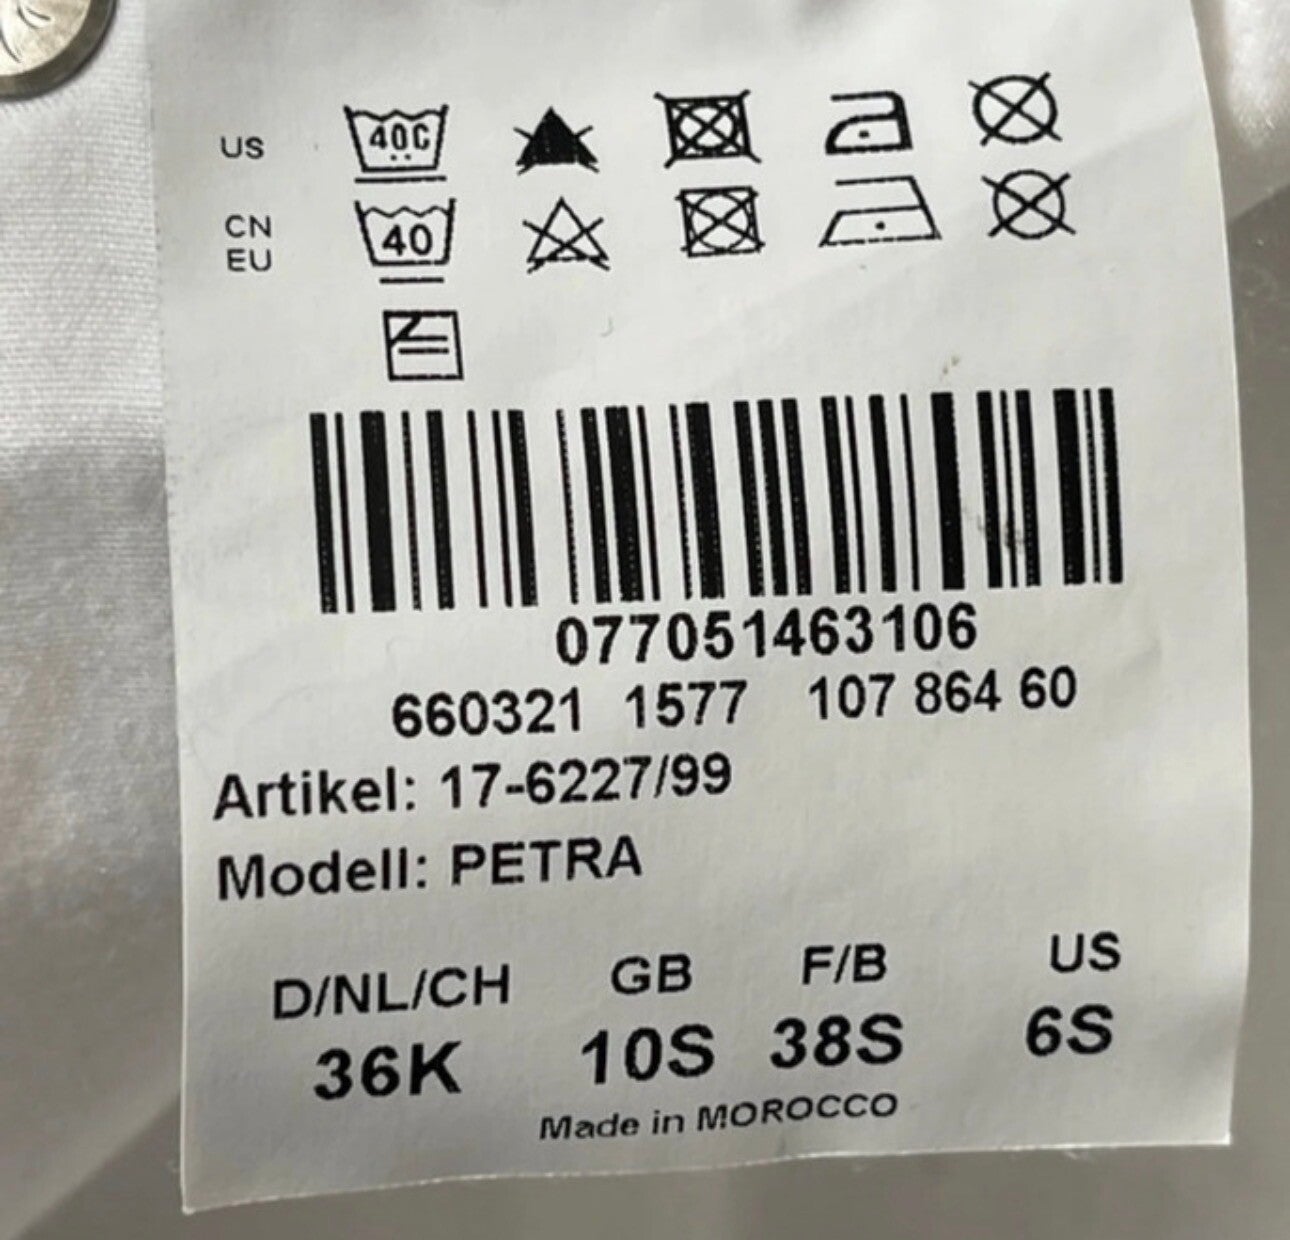 US 40C
CN
EU 40
077051463106
660321 1577 107 864 60
Artikel: 17-6227/99
Modell: PETRA
D/NL/CH GB F/B US
36K 10S 38S 6S
Made in MOROCCO